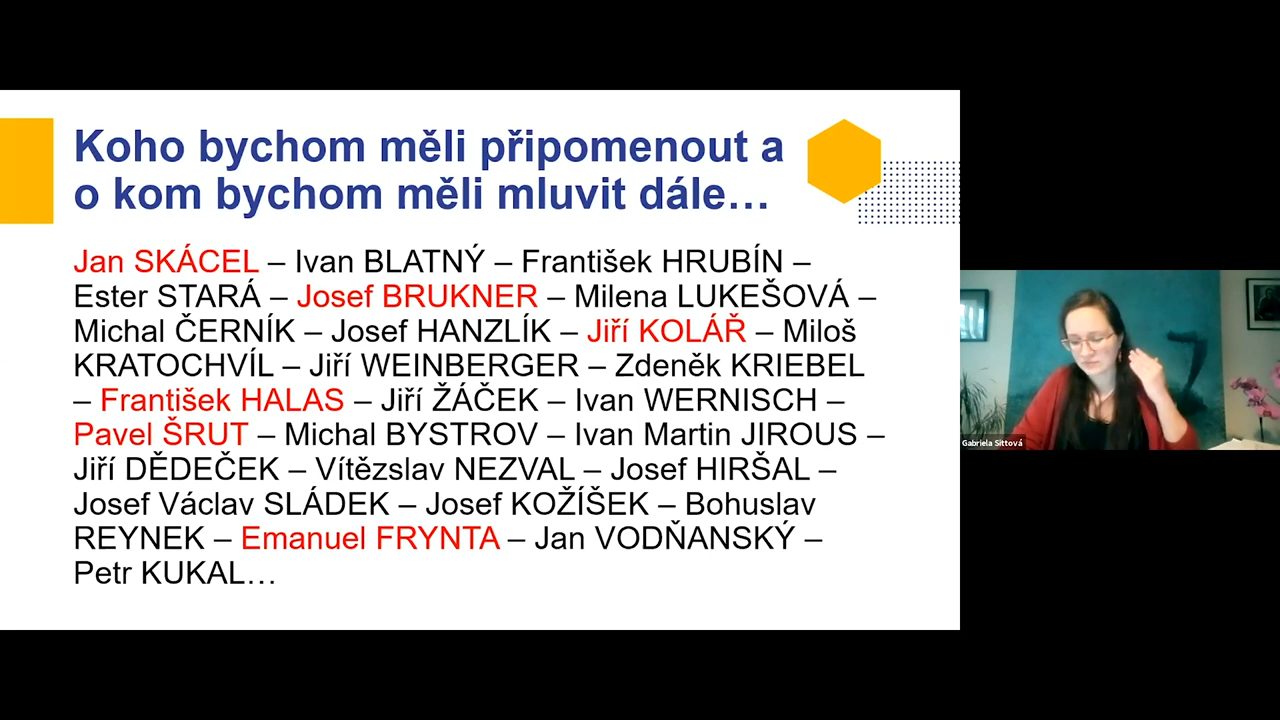 Koho bychom měli připomenout a
o kom bychom měli mluvit dále…
Jan SKÁCEL – Ivan BLATNÝ – František HRUBÍN –
Ester STARÁ – Josef BRUKNER – Milena LUKEŠOVÁ –
Michal ČERNÍK – Josef HANZLÍK – Jiří KOLÁŘ – Miloš
KRATOCHVÍL – Jiří WEINBERGER – Zdeněk KRIEBEL
– František HALAS – Jiří ŽÁČEK – Ivan WERNISCH –
Pavel ŠRUT – Michal BYSTROV – Ivan Martin JIROUS –
Jiří DĚDEČEK – Vítězslav NEZVAL – Josef HIRŠAL –
Josef Václav SLÁDEK – Josef KOŽÍŠEK – Bohuslav
REYNEK – Emanuel FRYNTA – Jan VODŇANSKÝ –
Petr KUKAL…
Gabriela Sittová